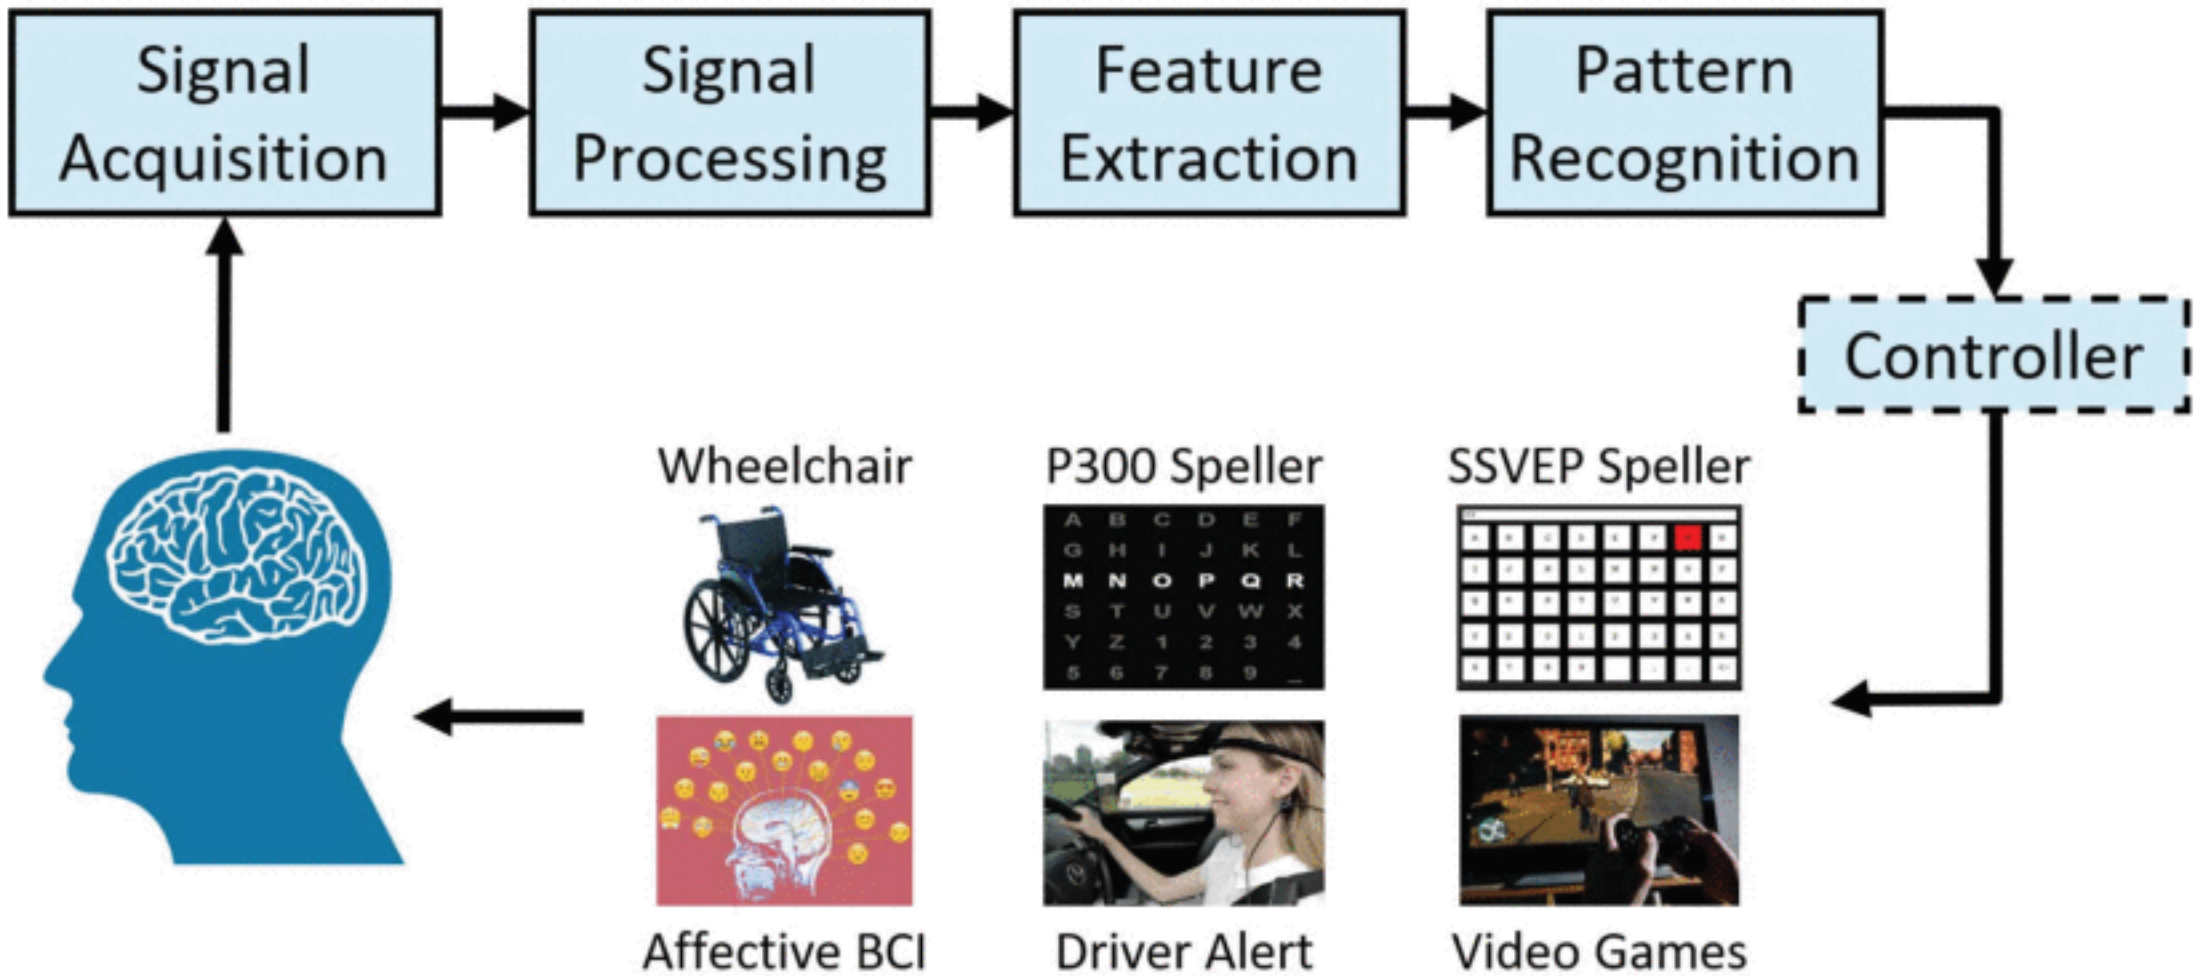 Signal
Acquisition
Signal
Processing
Feature
Extraction
Pattern
Recognition
Controller
Wheelchair
P300 Speller
SSVEP Speller
A B C D E F
G H I J K L
M N O P Q R
S T U V W X
Y Z 1 2 3 4
5 6 7 8 9 _
Affective BCI
Driver Alert
Video Games